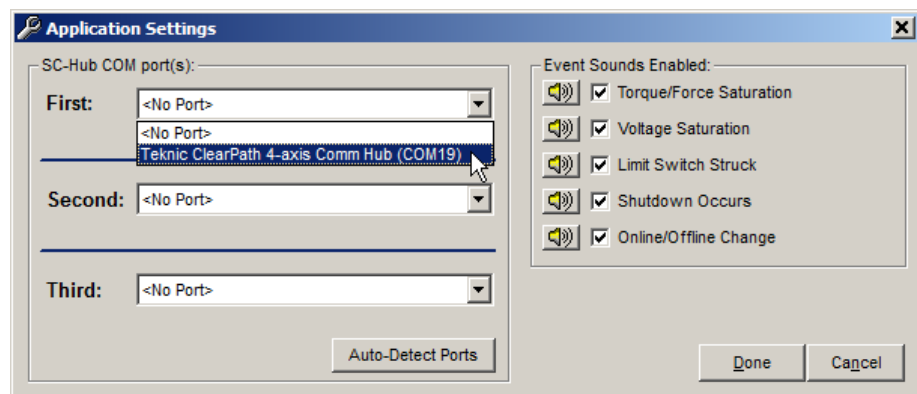 Application Settings
SC-Hub COM port(s):
First:
<No Port>
<No Port>
Teknic ClearPath 4-axis Comm Hub (COM19)
Second:
<No Port>
Third:
<No Port>
Auto-Detect Ports
Event Sounds Enabled:
Torque/Force Saturation
Voltage Saturation
Limit Switch Struck
Shutdown Occurs
Online/Offline Change
Done
Cancel